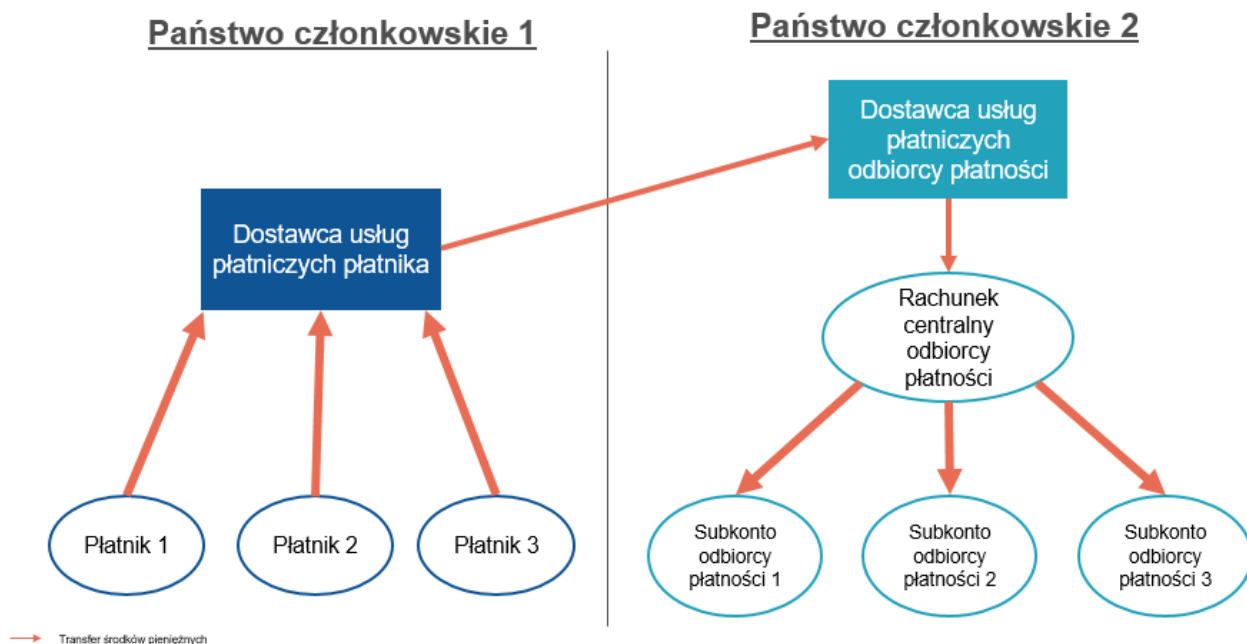 Państwo członkowskie 1
Państwo członkowskie 2
Dostawca usług
płatniczych
odbiorcy płatności
Dostawca usług
płatniczych płatnika
Rachunek
centralny
odbiorcy
płatności
Płatnik 1
Płatnik 2
Płatnik 3
Subkonto
odbiorcy
płatności 1
Subkonto
odbiorcy
płatności 2
Subkonto
odbiorcy
płatności 3
Transfer środków pieniężnych